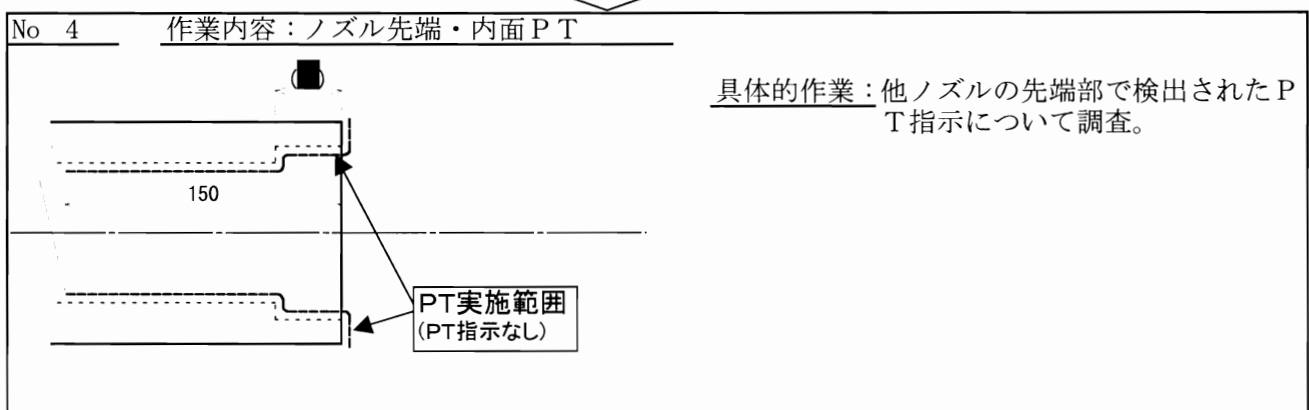 No 4 作業内容：ノズル先端・内面ＰＴ
具体的作業：他ノズルの先端部で検出されたＰ
Ｔ指示について調査。
150
ＰＴ実施範囲
(PT指示なし)